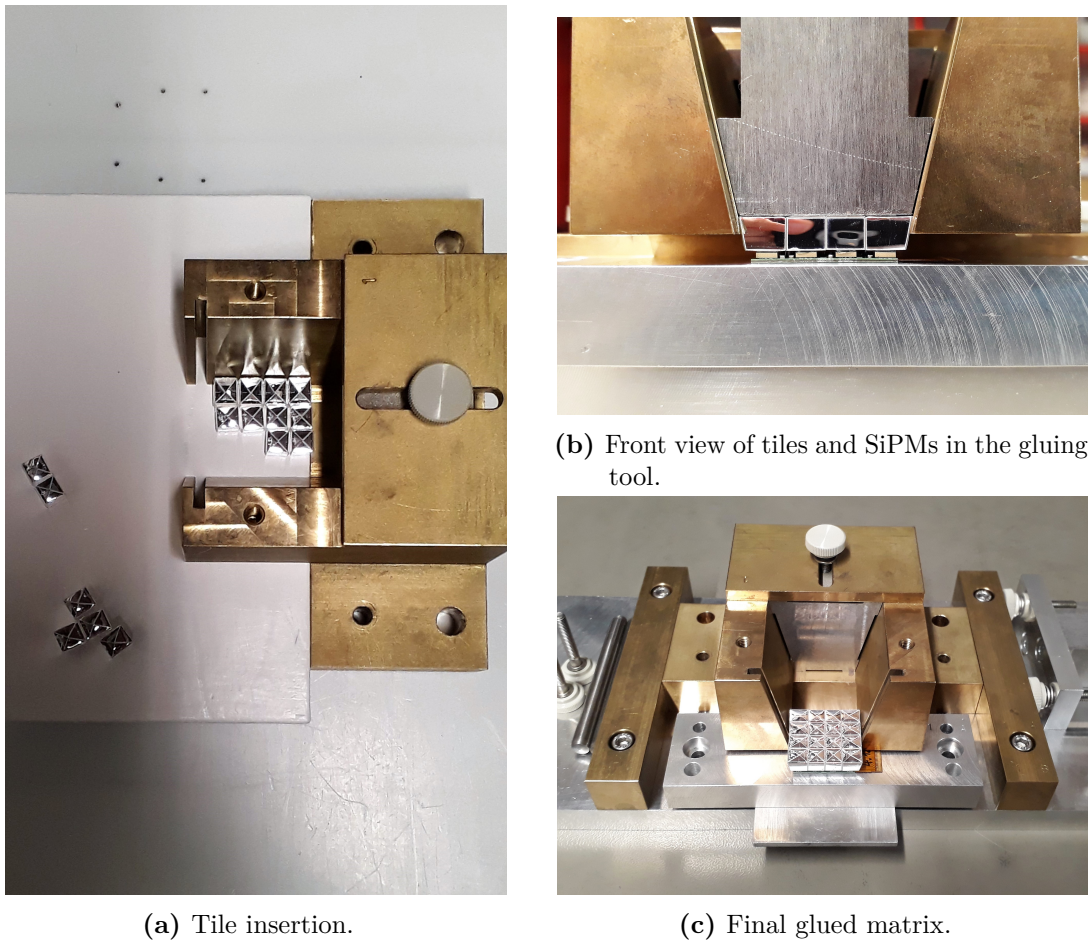 (a) Tile insertion.
(b) Front view of tiles and SiPMs in the gluing
tool.
(c) Final glued matrix.